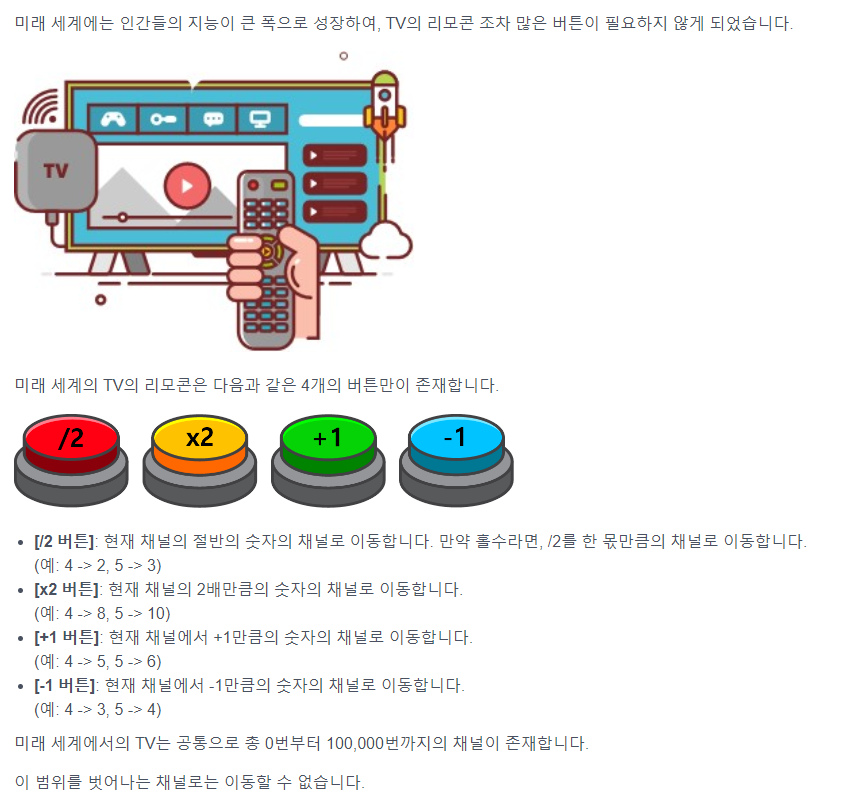 미래 세계에는 인간들의 지능이 큰 폭으로 성장하여, TV의 리모콘 조차 많은 버튼이 필요하지 않게 되었습니다.
TV
미래 세계의 TV의 리모콘은 다음과 같은 4개의 버튼만이 존재합니다.
/2 x2 +1 -1
[/2 버튼]: 현재 채널의 절반의 숫자의 채널로 이동합니다. 만약 홀수라면, /2를 한 몫만큼의 채널로 이동합니다.
(예: 4 -> 2, 5 -> 3)
[x2 버튼]: 현재 채널의 2배만큼의 숫자의 채널로 이동합니다.
(예: 4 -> 8, 5 -> 10)
[+1 버튼]: 현재 채널에서 +1만큼의 숫자의 채널로 이동합니다.
(예: 4 -> 5, 5 -> 6)
[-1 버튼]: 현재 채널에서 -1만큼의 숫자의 채널로 이동합니다.
(예: 4 -> 3, 5 -> 4)
미래 세계에서의 TV는 공통으로 총 0번부터 100,000번까지의 채널이 존재합니다.
이 범위를 벗어나는 채널로는 이동할 수 없습니다.